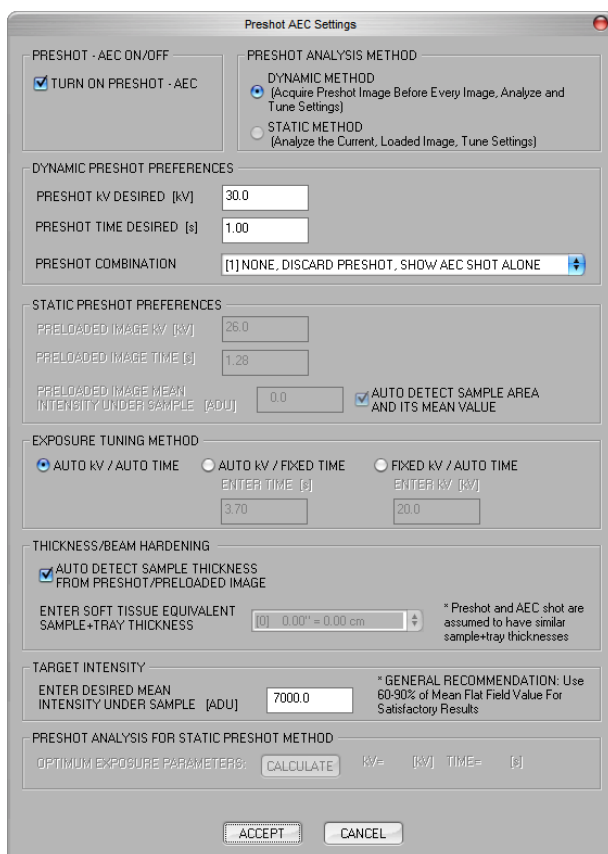 Preshot AEC Settings
PRESHOT - AEC ON/OFF
TURN ON PRESHOT - AEC
PRESHOT ANALYSIS METHOD
DYNAMIC METHOD
(Acquire Preshot Image Before Every Image, Analyze and
Tune Settings)
STATIC METHOD
(Analyze the Current, Loaded Image, Tune Settings)
DYNAMIC PRESHOT PREFERENCES
PRESHOT kV DESIRED [kV] 30.0
PRESHOT TIME DESIRED [s] 1.00
PRESHOT COMBINATION [1] NONE, DISCARD PRESHOT, SHOW AEC SHOT ALONE
STATIC PRESHOT PREFERENCES
PRELOADED IMAGE kV [kV] 26.0
PRELOADED IMAGE TIME [s] 1.28
PRELOADED IMAGE MEAN
INTENSITY UNDER SAMPLE [ADU] 0.0
AUTO DETECT SAMPLE AREA
AND ITS MEAN VALUE
EXPOSURE TUNING METHOD
AUTO kV / AUTO TIME AUTO kV / FIXED TIME FIXED kV / AUTO TIME
ENTER TIME [s] ENTER kV [kV]
3.70 20.0
THICKNESS/BEAM HARDENING
AUTO DETECT SAMPLE THICKNESS
FROM PRESHOT/PRELOADED IMAGE
ENTER SOFT TISSUE EQUIVALENT
SAMPLE+TRAY THICKNESS
[0] 0.00" = 0.00 cm
* Preshot and AEC shot are
assumed to have similar
sample+tray thicknesses
TARGET INTENSITY
ENTER DESIRED MEAN
INTENSITY UNDER SAMPLE [ADU] 7000.0
* GENERAL RECOMMENDATION: Use
60-90% of Mean Flat Field Value For
Satisfactory Results
PRESHOT ANALYSIS FOR STATIC PRESHOT METHOD
OPTIMUM EXPOSURE PARAMETERS: CALCULATE kV= [kV] TIME= [s]
ACCEPT CANCEL